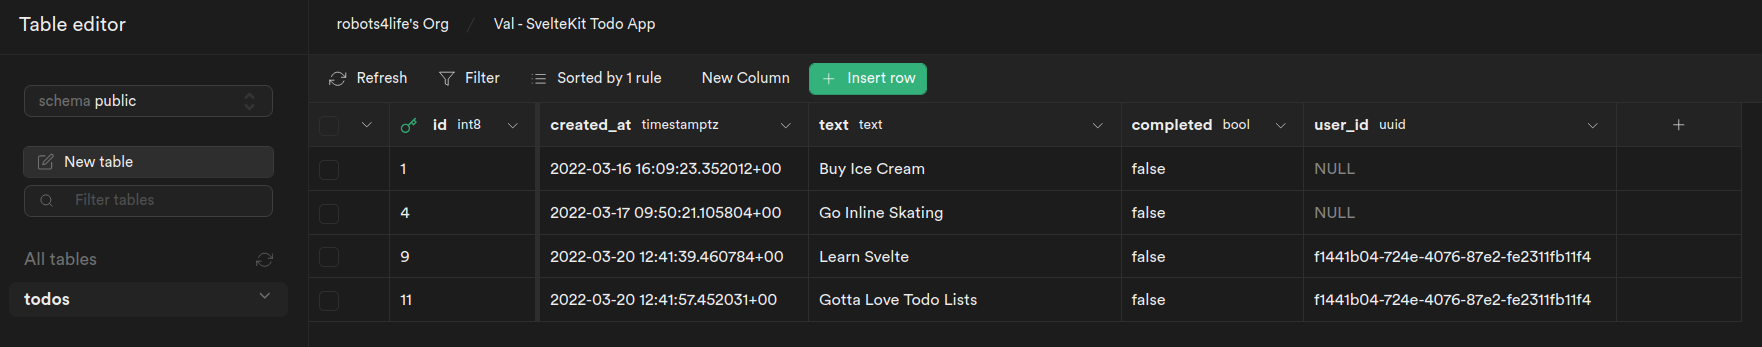 Table editor
robots4life's Org / Val - SvelteKit Todo App
schema public
New table
Filter tables
All tables
todos
Refresh Filter Sorted by 1 rule New Column + Insert row
id int8 created_at timestamptz text text completed bool user_id uuid +
1 2022-03-16 16:09:23.352012+00 Buy Ice Cream false NULL
4 2022-03-17 09:50:21.105804+00 Go Inline Skating false NULL
9 2022-03-20 12:41:39.460784+00 Learn Svelte false f1441b04-724e-4076-87e2-fe2311fb11f4
11 2022-03-20 12:41:57.452031+00 Gotta Love Todo Lists false f1441b04-724e-4076-87e2-fe2311fb11f4